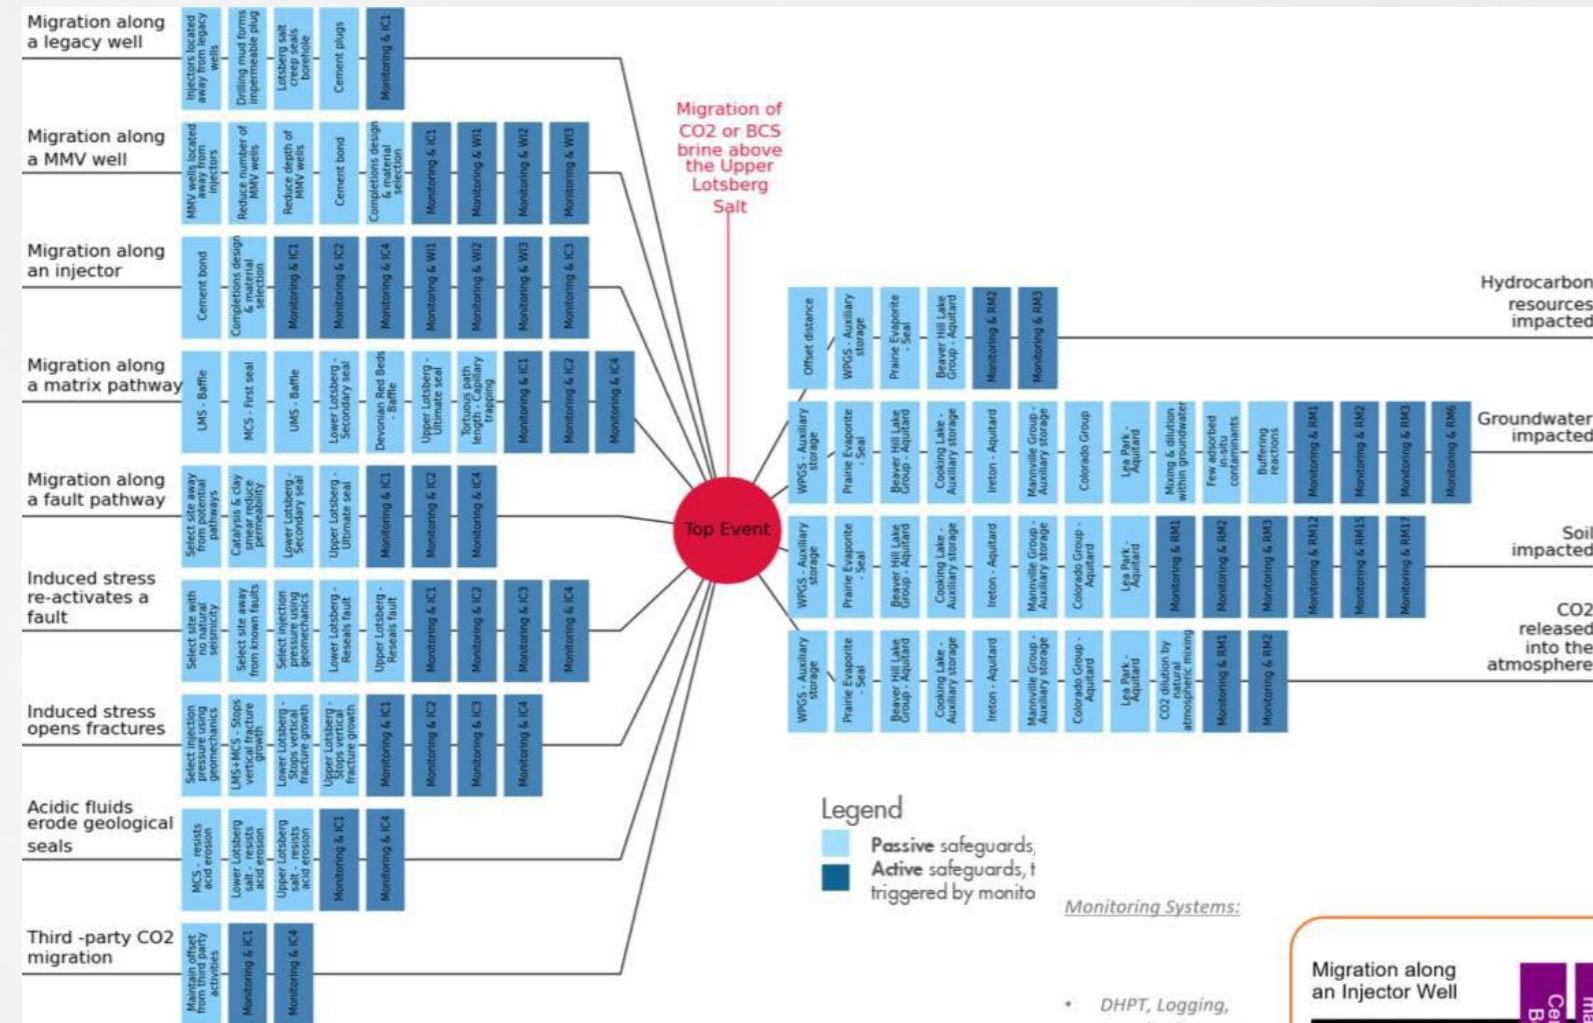 Migration along
a legacy well
Injectors located
away from legacy
wells
Drilling mud forms
impermeable plug
Lotsberg salt
creep seals
borehole
Cement plugs
Monitoring & IC1
Migration along
a MMV well
MMV wells located
away from
injectors
Reduce number of
MMV wells
Reduce depth of
MMV wells
Cement bond
Completions design
& material
selection
Monitoring & IC1
Monitoring & WI1
Monitoring & WI2
Monitoring & WI3
Migration along
an injector
Cement bond
Completions design
& material
selection
Monitoring & IC1
Monitoring & IC2
Monitoring & IC4
Monitoring & WI1
Monitoring & WI2
Monitoring & WI3
Monitoring & IC3
Migration along
a matrix pathway
LMS - Baffle
MCS - First seal
UMS - Baffle
Lower Lotsberg -
Secondary seal
Devonian Red Beds
- Baffle
Upper Lotsberg -
Ultimate seal
Tortuous path
length - Capillary
trapping
Monitoring & IC1
Monitoring & IC2
Monitoring & IC4
Migration along
a fault pathway
Select site away
from potential
pathways
Catalysis & clay
smear reduce
permeability
Lower Lotsberg -
Secondary seal
Upper Lotsberg -
Ultimate seal
Monitoring & IC1
Monitoring & IC2
Monitoring & IC4
Induced stress
re-activates a
fault
Select site with
no natural
seismicity
Select site away
from known faults
Select injection
pressure using
geomechanics
Lower Lotsberg -
Reseals fault
Upper Lotsberg -
Reseals fault
Monitoring & IC1
Monitoring & IC2
Monitoring & IC3
Monitoring & IC4
Induced stress
opens fractures
Select injection
pressure using
geomechanics
LMS+MCS - Stops
vertical fracture
growth
Lower Lotsberg -
Stops vertical
fracture growth
Upper Lotsberg -
Stops vertical
fracture growth
Monitoring & IC1
Monitoring & IC2
Monitoring & IC3
Monitoring & IC4
Acidic fluids
erode geological
seals
MCS - resists
acid erosion
Lower Lotsberg
salt - resists
acid erosion
Upper Lotsberg
salt - resists
acid erosion
Monitoring & IC1
Monitoring & IC4
Third -party CO2
migration
Maintain offset
from third party
activities
Monitoring & IC1
Monitoring & IC4
Migration of
CO2 or BCS
brine above
the Upper
Lotsberg
Salt
Top Event
Offset distance
WPGS - Auxiliary
storage
Prairie Evaporite
- Seal
Beaver Hill Lake
Group - Aquitard
Monitoring & RM2
Monitoring & RM3
Hydrocarbon
resources
impacted
WPGS - Auxiliary
storage
Prairie Evaporite
- Seal
Beaver Hill Lake
Group - Aquitard
Cooking Lake -
Auxiliary storage
Ireton - Aquitard
Mannville Group -
Auxiliary storage
Colorado Group
Lea Park -
Aquitard
Mixing & dilution
within groundwater
Few adsorbed
in-situ
contaminants
Buffering
reactions
Monitoring & RM1
Monitoring & RM2
Monitoring & RM3
Monitoring & RM6
Groundwater
impacted
WPGS - Auxiliary
storage
Prairie Evaporite
- Seal
Beaver Hill Lake
Group - Aquitard
Cooking Lake -
Auxiliary storage
Ireton - Aquitard
Mannville Group -
Auxiliary storage
Colorado Group -
Aquitard
Lea Park -
Aquitard
Monitoring & RM1
Monitoring & RM2
Monitoring & RM3
Monitoring & RM12
Monitoring & RM15
Monitoring & RM17
Soil
impacted
WPGS - Auxiliary
storage
Prairie Evaporite
- Seal
Beaver Hill Lake
Group - Aquitard
Cooking Lake -
Auxiliary storage
Ireton - Aquitard
Mannville Group -
Auxiliary storage
Colorado Group -
Aquitard
Lea Park -
Aquitard
CO2 dilution by
natural
atmospheric mixing
Monitoring & RM1
Monitoring & RM2
CO2
released
into the
atmosphere
Legend
Passive safeguards,
Active safeguards, t
triggered by monito
Monitoring Systems:
• DHPT, Logging,
Migration along
an Injector Well